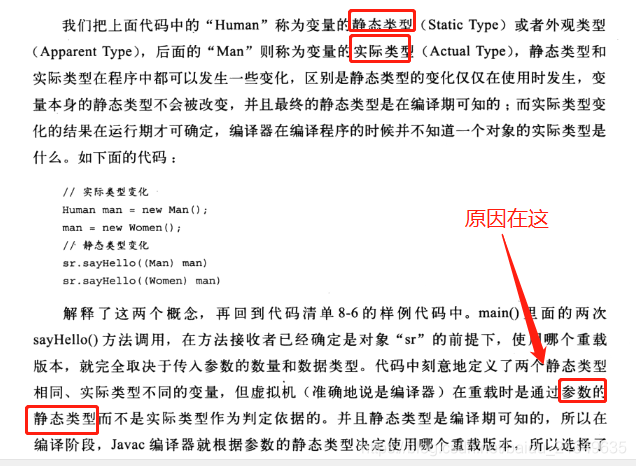 我们把上面代码中的“Human”称为变量的静态类型（Static Type）或者外观类型
（Apparent Type），后面的“Man”则称为变量的实际类型（Actual Type），静态类型和
实际类型在程序中都可以发生一些变化，区别是静态类型的变化仅仅在使用时发生，变
量本身的静态类型不会被改变，并且最终的静态类型是在编译期可知的；而实际类型变
化的结果在运行期才可确定，编译器在编译程序的时候并不知道一个对象的实际类型是
什么。如下面的代码：
// 实际类型变化
Human man = new Man();
man = new Women();
// 静态类型变化
sr.sayHello((Man) man)
sr.sayHello((Women) man)
原因在这
解释了这两个概念，再回到代码清单 8-6 的样例代码中。main() 里面的两次
sayHello() 方法调用，在方法接收者已经确定是对象“sr”的前提下，使用哪个重载
版本，就完全取决于传入参数的数量和数据类型。代码中刻意地定义了两个静态类型
相同、实际类型不同的变量，但虚拟机（准确地说是编译器）在重载时是通过参数的
静态类型而不是实际类型作为判定依据的。并且静态类型是编译期可知的，所以在
编译阶段，Javac 编译器就根据参数的静态类型决定使用哪个重载版本，所以选择了